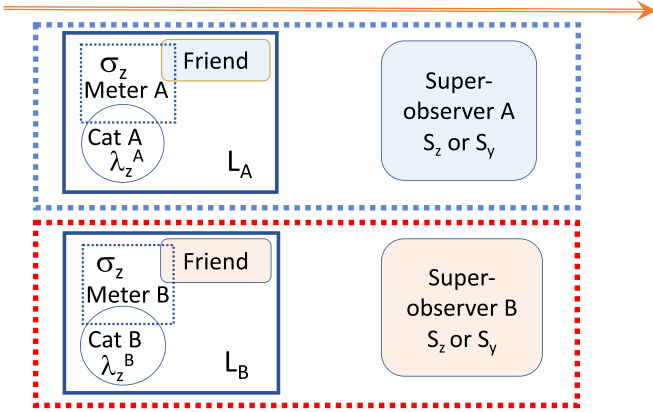 σz
Friend
Meter A
Cat A
λzA
LA
Super-
observer A
Sz or Sy
σz
Friend
Meter B
Cat B
λzB
LB
Super-
observer B
Sz or Sy